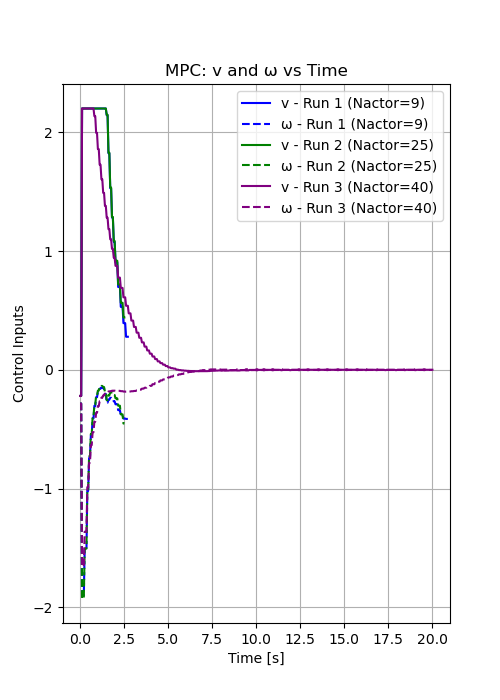 MPC: v and ω vs Time
v - Run 1 (Nactor=9)
ω - Run 1 (Nactor=9)
v - Run 2 (Nactor=25)
ω - Run 2 (Nactor=25)
v - Run 3 (Nactor=40)
ω - Run 3 (Nactor=40)
Control Inputs
2
1
0
−1
−2
0.0 2.5 5.0 7.5 10.0 12.5 15.0 17.5 20.0
Time [s]